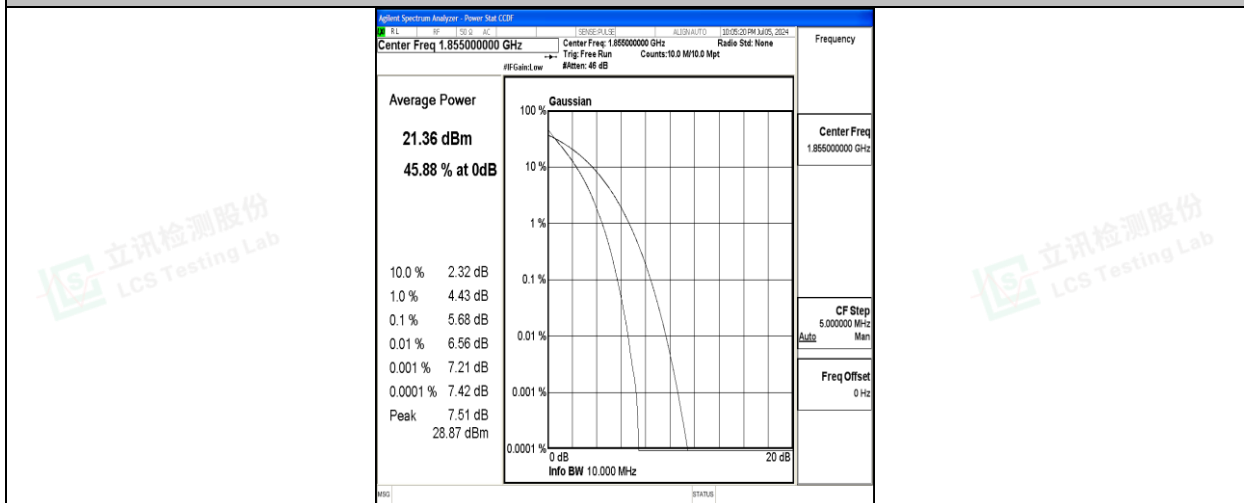 Agilent Spectrum Analyzer - Power Stat CCDF
RL RF 50 Ω AC SENSE:PULSE ALIGNAUTO 10:05:20 PM Jul 05, 2024
Center Freq 1.855000000 GHz
Center Freq: 1.855000000 GHz Radio Std: None
Trig: Free Run Counts:10.0 M/10.0 Mpt
#IFGain:Low #Atten: 46 dB
Frequency
Average Power
21.36 dBm
45.88 % at 0dB
10.0 % 2.32 dB
1.0 % 4.43 dB
0.1 % 5.68 dB
0.01 % 6.56 dB
0.001 % 7.21 dB
0.0001 % 7.42 dB
Peak 7.51 dB
28.87 dBm
Gaussian
100 %
10 %
1 %
0.1 %
0.01 %
0.001 %
0.0001 %
0 dB 20 dB
Info BW 10.000 MHz
Center Freq
1.855000000 GHz
CF Step
5.000000 MHz
Auto Man
Freq Offset
0 Hz
MSG STATUS
立讯检测股份
LCS Testing Lab
立讯检测股份
LCS Testing Lab